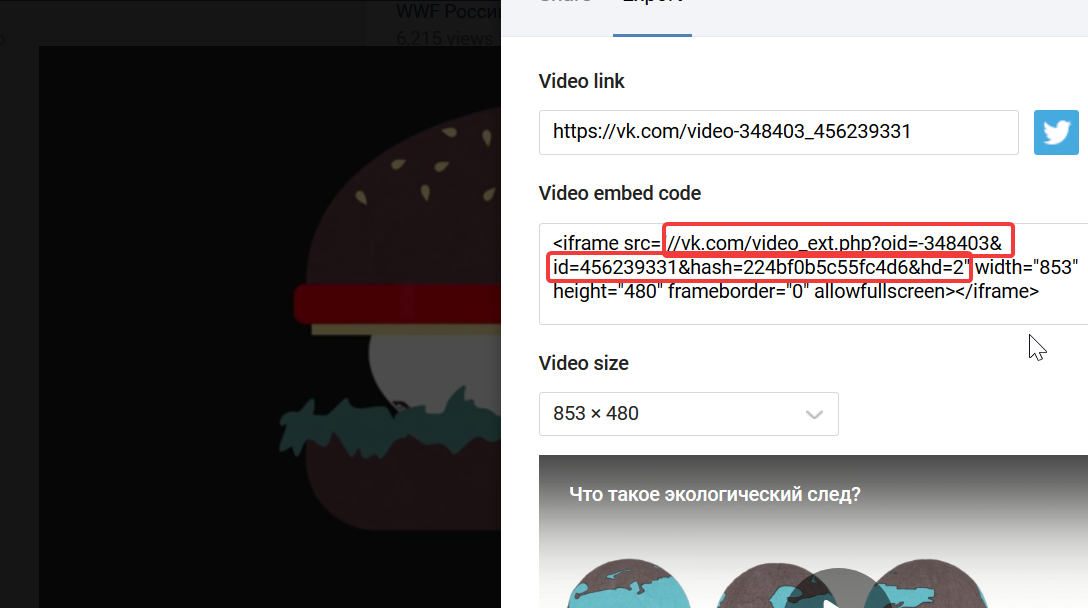 WWF Росси
6,215 views
Share Export
Video link
https://vk.com/video-348403_456239331
Video embed code
<iframe src="//vk.com/video_ext.php?oid=-348403&
id=456239331&hash=224bf0b5c55fc4d6&hd=2" width="853"
height="480" frameborder="0" allowfullscreen></iframe>
Video size
853 × 480
Что такое экологический след?